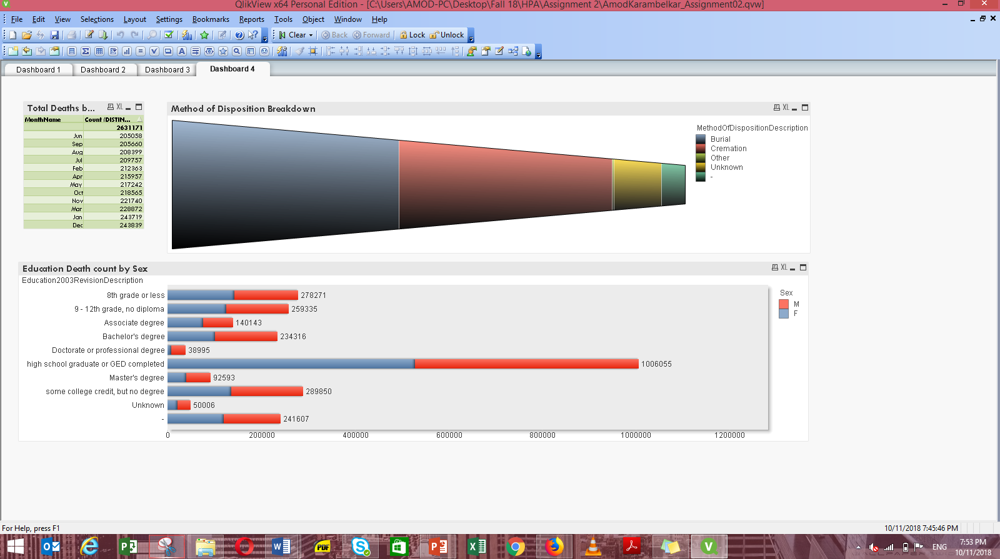 QlikView x64 Personal Edition - [C:\Users\AMOD-PC\Desktop\Fall 18\HPA\Assignment 2\AmodKarambelkar_Assignment02.qvw]
File Edit View Selections Layout Settings Bookmarks Reports Tools Object Window Help
Clear Back Forward Lock Unlock
Dashboard 1 Dashboard 2 Dashboard 3 Dashboard 4
Total Deaths b... XL
MonthName Count (DISTIN...
2631171
Jun 205058
Sep 205660
Aug 208399
Jul 209757
Feb 212363
Apr 215957
May 217242
Oct 218565
Nov 221740
Mar 228872
Jan 243719
Dec 243839
Method of Disposition Breakdown XL
MethodOfDispositionDescription
Burial
Cremation
Other
Unknown
-
Education Death count by Sex XL
Education2003RevisionDescription
8th grade or less 278271
9 - 12th grade, no diploma 259335
Associate degree 140143
Bachelor's degree 234316
Doctorate or professional degree 38995
high school graduate or GED completed 1006055
Master's degree 92593
some college credit, but no degree 289850
Unknown 50006
- 241607
0 200000 400000 600000 800000 1000000 1200000
Sex
M
F
For Help, press F1
10/11/2018 7:45:46 PM
PDF
ENG
7:53 PM
10/11/2018